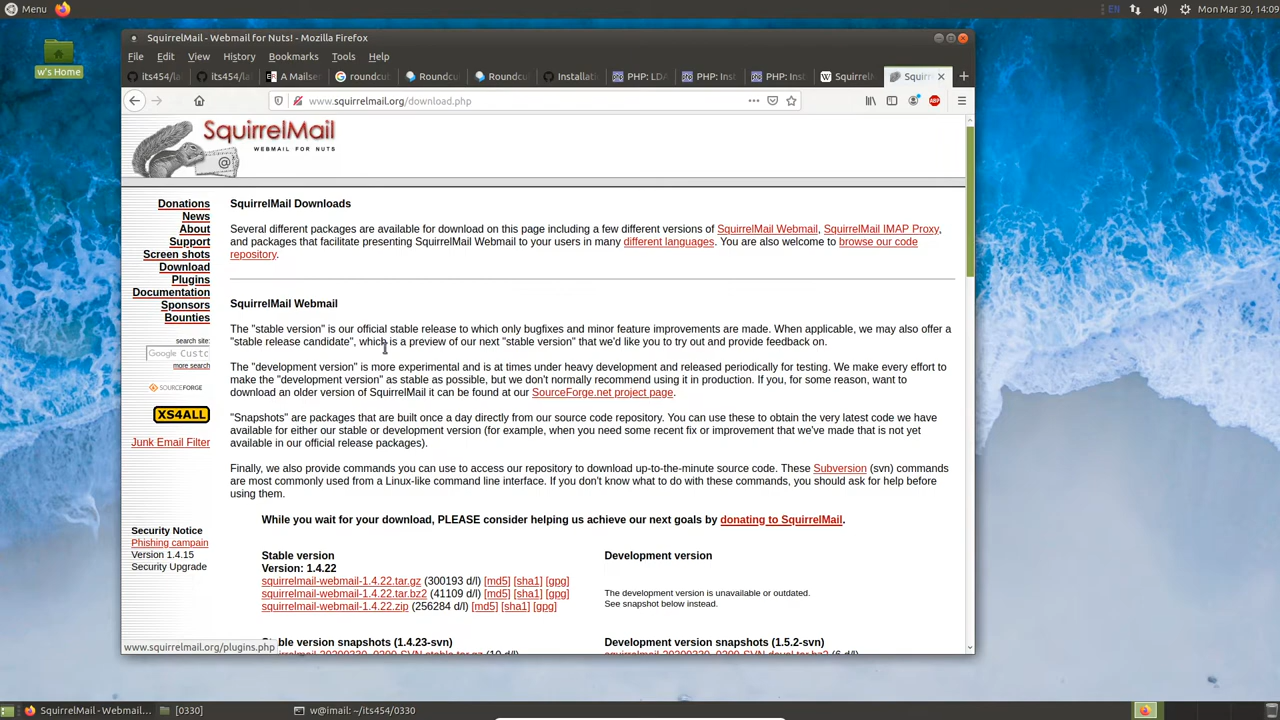 Menu
EN
Mon Mar 30, 14:09
w's Home
SquirrelMail - Webmail for Nuts! - Mozilla Firefox
File Edit View History Bookmarks Tools Help
its454/la its454/la A Mailser roundc Roundcu Roundcu Installati PHP: LDA PHP: Inst PHP: Inst SquirrelM Squirr
www.squirrelmail.org/download.php
ABP
SquirrelMail
WEBMAIL FOR NUTS
@
Donations
News
About
Support
Screen shots
Download
Plugins
Documentation
Sponsors
Bounties
search site:
Google Custo
more search
SOURCEFORGE
XS4ALL
Junk Email Filter
Security Notice
Phishing campain
Version 1.4.15
Security Upgrade
SquirrelMail Downloads
Several different packages are available for download on this page including a few different versions of SquirrelMail Webmail, SquirrelMail IMAP Proxy,
and packages that facilitate presenting SquirrelMail Webmail to your users in many different languages. You are also welcome to browse our code
repository.
SquirrelMail Webmail
The "stable version" is our official stable release to which only bugfixes and minor feature improvements are made. When applicable, we may also offer a
"stable release candidate", which is a preview of our next "stable version" that we'd like you to try out and provide feedback on.
The "development version" is more experimental and is at times under heavy development and released periodically for testing. We make every effort to
make the "development version" as stable as possible, but we don't normally recommend using it in production. If you, for some reason, want to
download an older version of SquirrelMail it can be found at our SourceForge.net project page.
"Snapshots" are packages that are built once a day directly from our source code repository. You can use these to obtain the very latest code we have
available for either our stable or development version (for example, when you need some recent fix or improvement that we've made that is not yet
available in our official release packages).
Finally, we also provide commands you can use to access our repository to download up-to-the-minute source code. These Subversion (svn) commands
are most commonly used from a Linux-like command line interface. If you don't know what to do with these commands, you should ask for help before
using them.
While you wait for your download, PLEASE consider helping us achieve our next goals by donating to SquirrelMail.
Stable version
Version: 1.4.22
squirrelmail-webmail-1.4.22.tar.gz (300193 d/l) [md5] [sha1] [gpg]
squirrelmail-webmail-1.4.22.tar.bz2 (41109 d/l) [md5] [sha1] [gpg]
squirrelmail-webmail-1.4.22.zip (256284 d/l) [md5] [sha1] [gpg]
Development version
The development version is unavailable or outdated.
See snapshot below instead.
Stable version snapshots (1.4.23-svn)
Development version snapshots (1.5.2-svn)
www.squirrelmail.org/plugins.php
SquirrelMail - Webmail...
[0330]
w@imail: ~/its454/0330